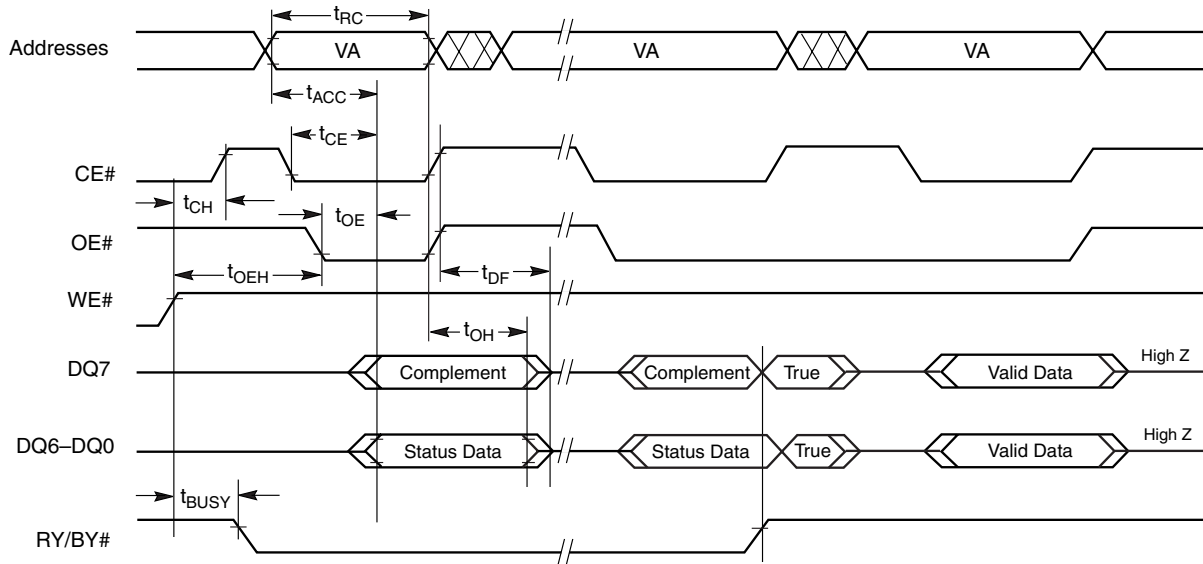 tRC
Addresses VA VA VA
tACC
tCE
CE#
tCH tOE
OE#
tOEH tDF
WE#
tOH
DQ7 Complement Complement True Valid Data High Z
DQ6–DQ0 Status Data Status Data True Valid Data High Z
tBUSY
RY/BY#